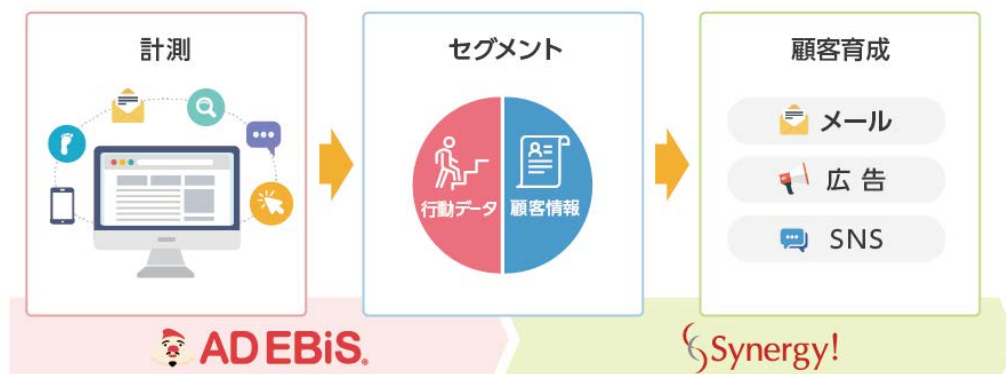 計測
セグメント
顧客育成
行動データ
顧客情報
メール
広告
SNS
AD EBiS.
Synergy!